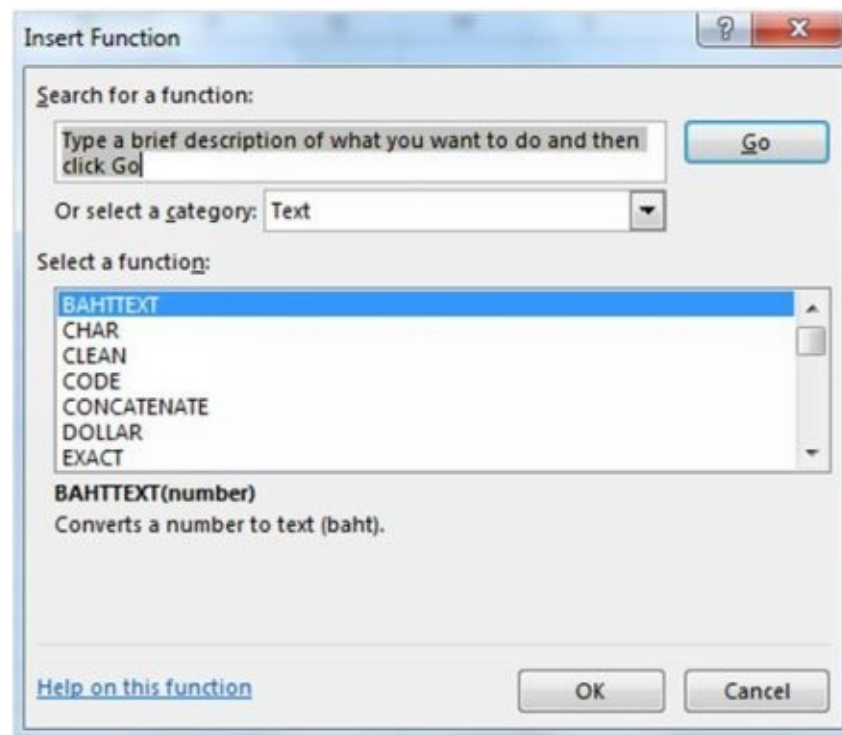 Insert Function
Search for a function:
Type a brief description of what you want to do and then
click Go
Go
Or select a category: Text
Select a function:
BAHTTEXT
CHAR
CLEAN
CODE
CONCATENATE
DOLLAR
EXACT
BAHTTEXT(number)
Converts a number to text (baht).
Help on this function
OK
Cancel